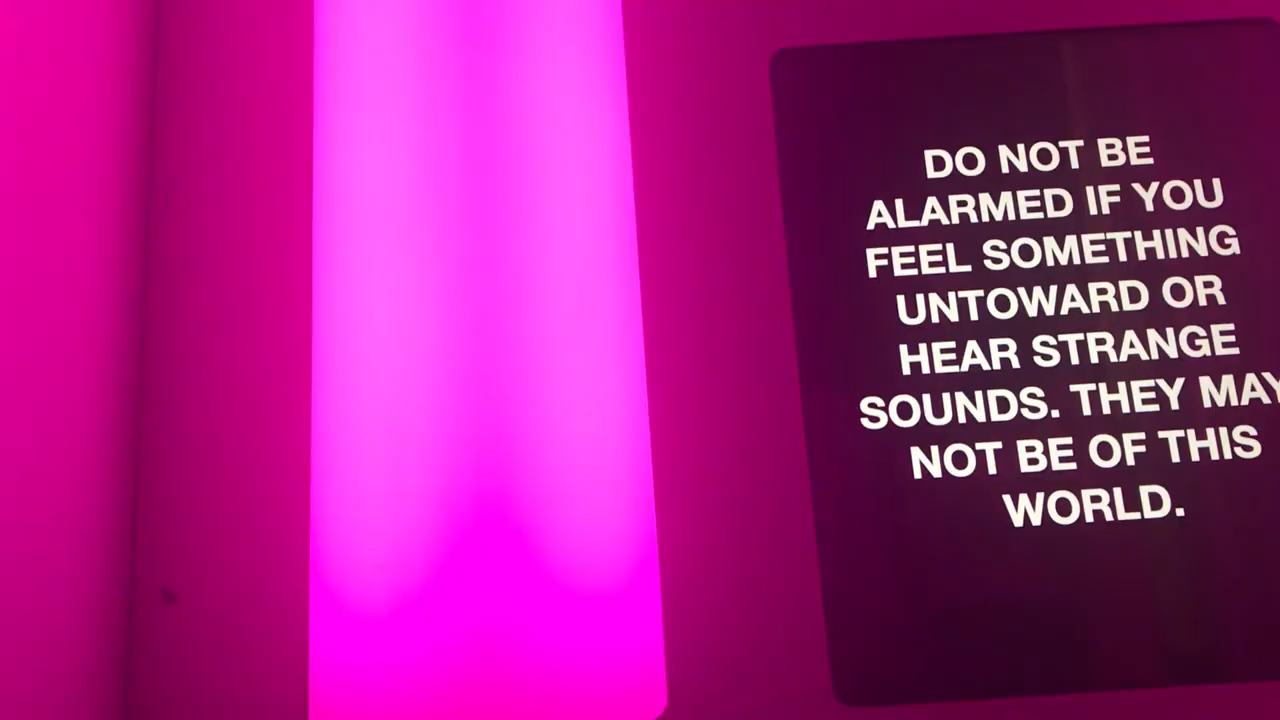 DO NOT BE
ALARMED IF YOU
FEEL SOMETHING
UNTOWARD OR
HEAR STRANGE
SOUNDS. THEY MAY
NOT BE OF THIS
WORLD.